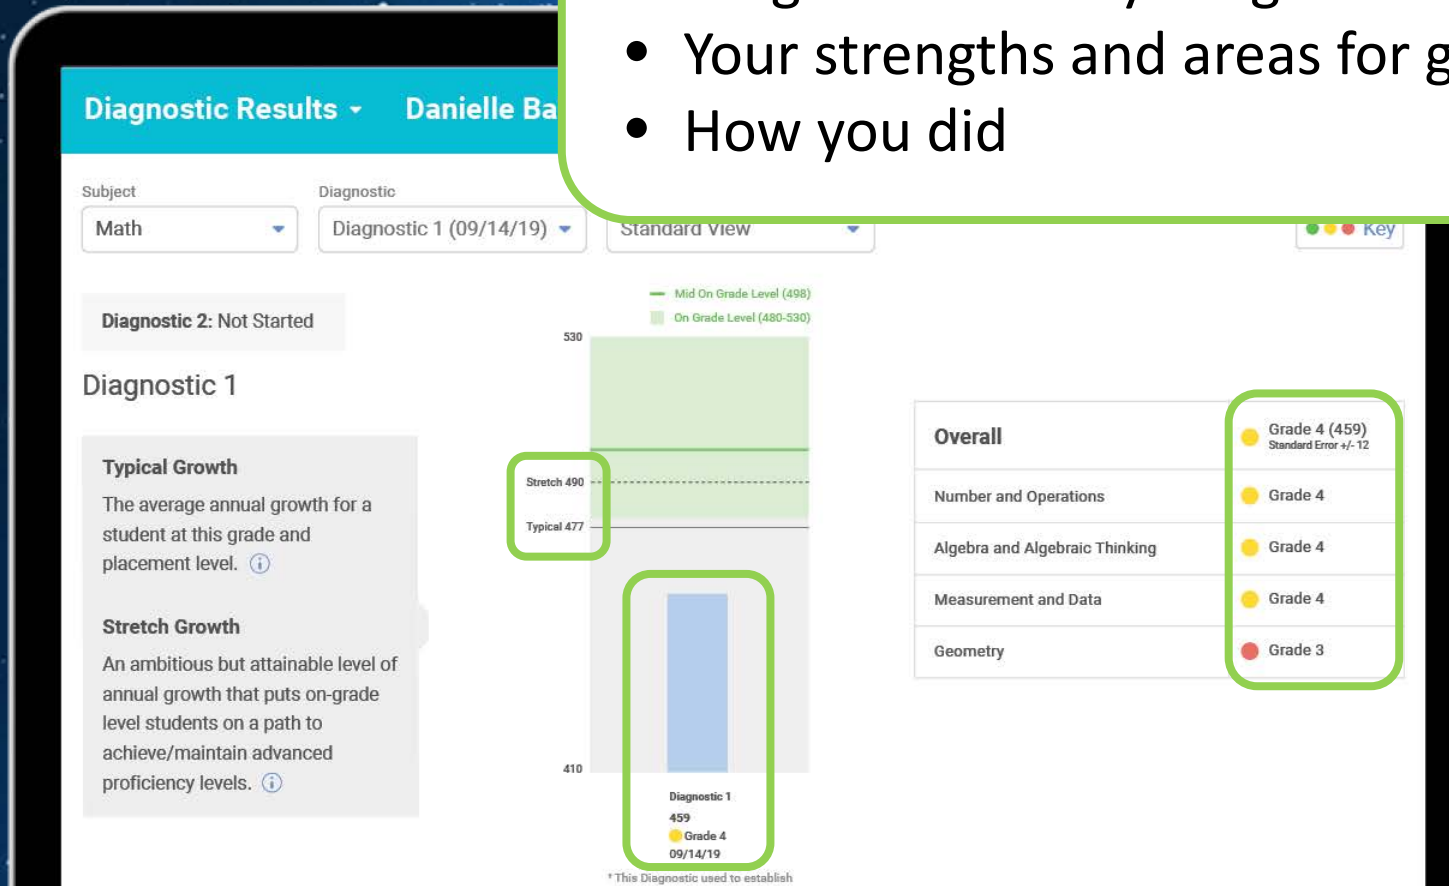 Your strengths and areas for
How you did
Diagnostic Results
Danielle
Subject
Math
Diagnostic
Diagnostic 1 (09/14/19)
Standard View
Key
Diagnostic 2: Not Started
Diagnostic 1
Typical Growth
The average annual growth for a
student at this grade and
placement level.
Stretch Growth
An ambitious but attainable level of
annual growth that puts on-grade
level students on a path to
achieve/maintain advanced
proficiency levels.
Mid On Grade Level (498)
On Grade Level (480-530)
530
Stretch 490
Typical 477
410
Diagnostic 1
459
Grade 4
09/14/19
† This Diagnostic used to establish
Overall
Grade 4 (459)
Standard Error +/- 12
Number and Operations
Grade 4
Algebra and Algebraic Thinking
Grade 4
Measurement and Data
Grade 4
Geometry
Grade 3